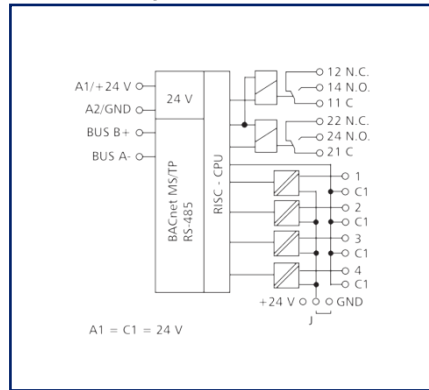 A1/+24 V
A2/GND
BUS B+
BUS A-
24 V
BACnet MS/TP
RS-485
RISC - CPU
12 N.C.
14 N.O.
11 C
22 N.C.
24 N.O.
21 C
1
C1
2
C1
3
C1
4
C1
+24 V
GND
J
A1 = C1 = 24 V